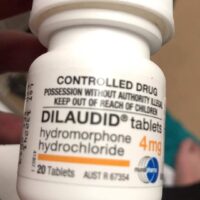 CONTROLLED DRUG
POSSESSION WITHOUT AUTHORITY ILLEGAL
KEEP OUT OF REACH OF CHILDREN
DILAUDID® tablets
hydromorphone
hydrochloride
4mg
20 Tablets AUST R 67354